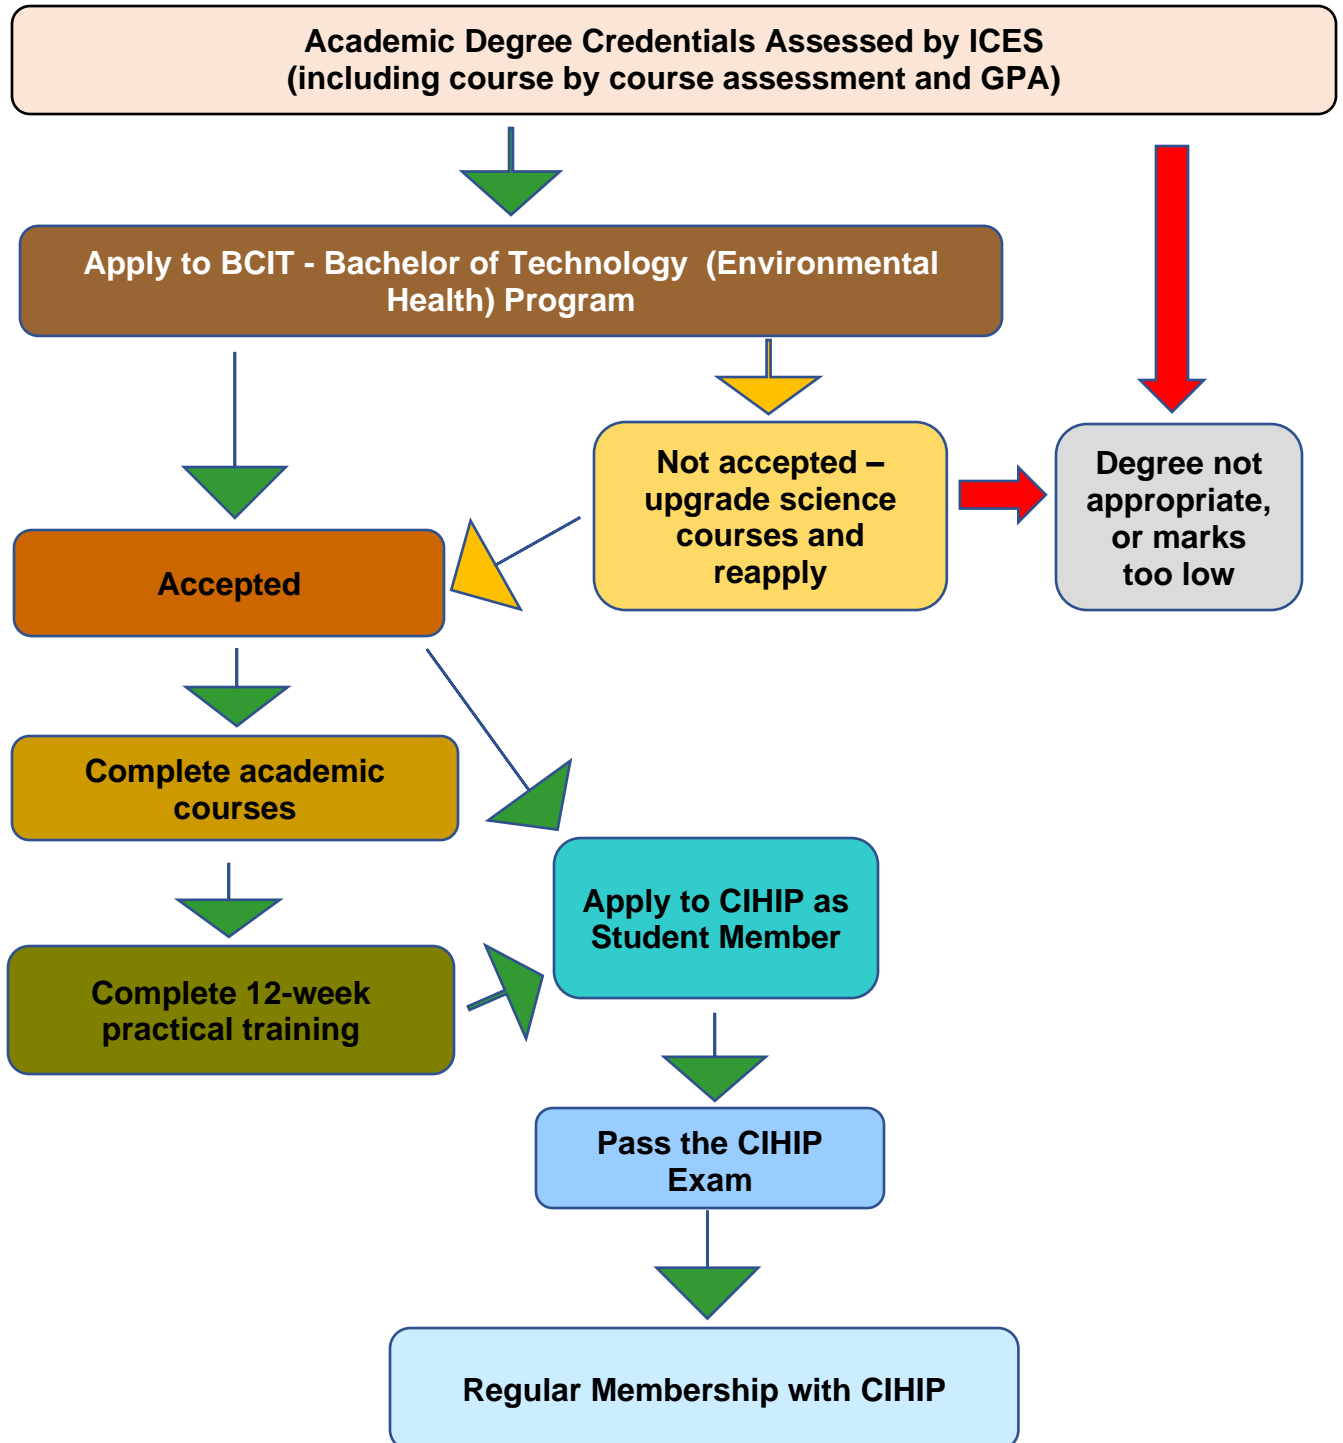 Academic Degree Credentials Assessed by ICES
(including course by course assessment and GPA)
Apply to BCIT - Bachelor of Technology  (Environmental
Health) Program
Not accepted –
upgrade science
courses and
reapply
Degree not
appropriate,
or marks
too low
Accepted
Complete academic
courses
Apply to CIHIP as
Student Member
Complete 12-week
practical training
Pass the CIHIP
Exam
Regular Membership with CIHIP